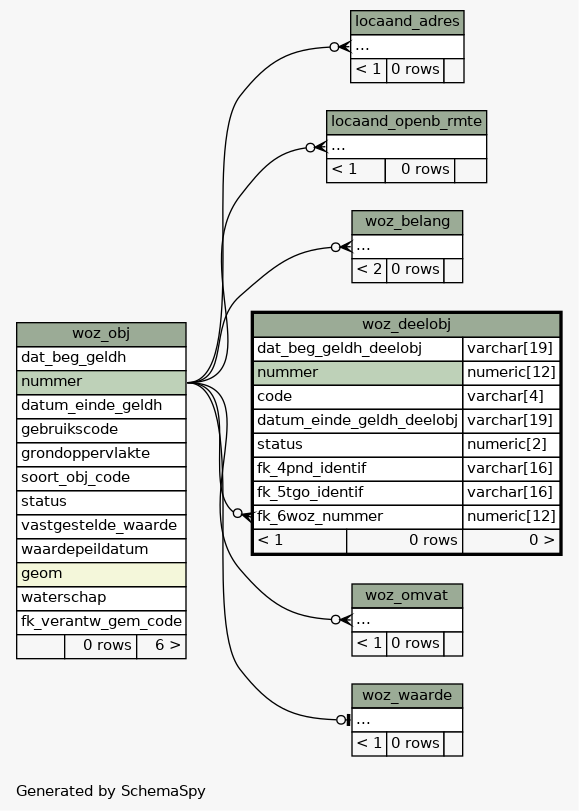 locaand_adres
...
< 1 0 rows
locaand_openb_rmte
...
< 1 0 rows
woz_belang
...
< 2 0 rows
woz_obj
dat_beg_geldh
nummer
datum_einde_geldh
gebruikscode
grondoppervlakte
soort_obj_code
status
vastgestelde_waarde
waardepeildatum
geom
waterschap
fk_verantw_gem_code
0 rows 6 >
woz_deelobj
dat_beg_geldh_deelobj varchar[19]
nummer numeric[12]
code varchar[4]
datum_einde_geldh_deelobj varchar[19]
status numeric[2]
fk_4pnd_identif varchar[16]
fk_5tgo_identif varchar[16]
fk_6woz_nummer numeric[12]
< 1 0 rows 0 >
woz_omvat
...
< 1 0 rows
woz_waarde
...
< 1 0 rows
Generated by SchemaSpy